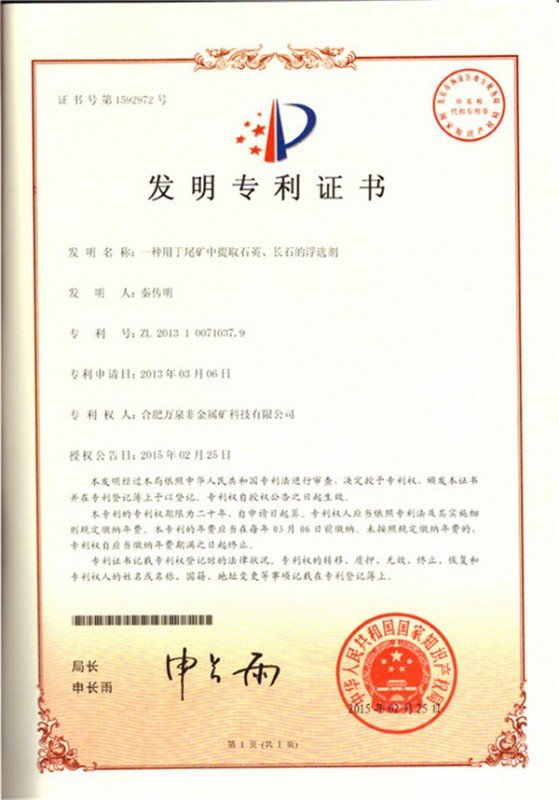 证书号第1592972号
印花税
代扣专用章
国家知识产权局
发明专利证书
发明名称：一种用于尾矿中提取石英、长石的浮选剂
发明人：秦传明
专利号：ZL 2013 1 0071037.9
专利申请日：2013年03月06日
专利权人：合肥万泉非金属矿科技有限公司
授权公告日：2015年02月25日
本发明经过本局依照中华人民共和国专利法进行审查，决定授予专利权，颁发本证书
并在专利登记簿上予以登记。专利权自授权公告之日起生效。
本专利的专利权期限为二十年，自申请日起算。专利权人应当依照专利法及其实施细
则规定缴纳年费。本专利的年费应当在每年03月06日前缴纳。未按照规定缴纳年费的，
专利权自应当缴纳年费期满之日起终止。
专利证书记载专利权登记时的法律状况。专利权的转移、质押、无效、终止、恢复和
专利权人的姓名或名称、国籍、地址变更等事项记载在专利登记簿上。
局长
申长雨
申长雨
中华人民共和国国家知识产权局
2015年02月25日
第1页(共1页)